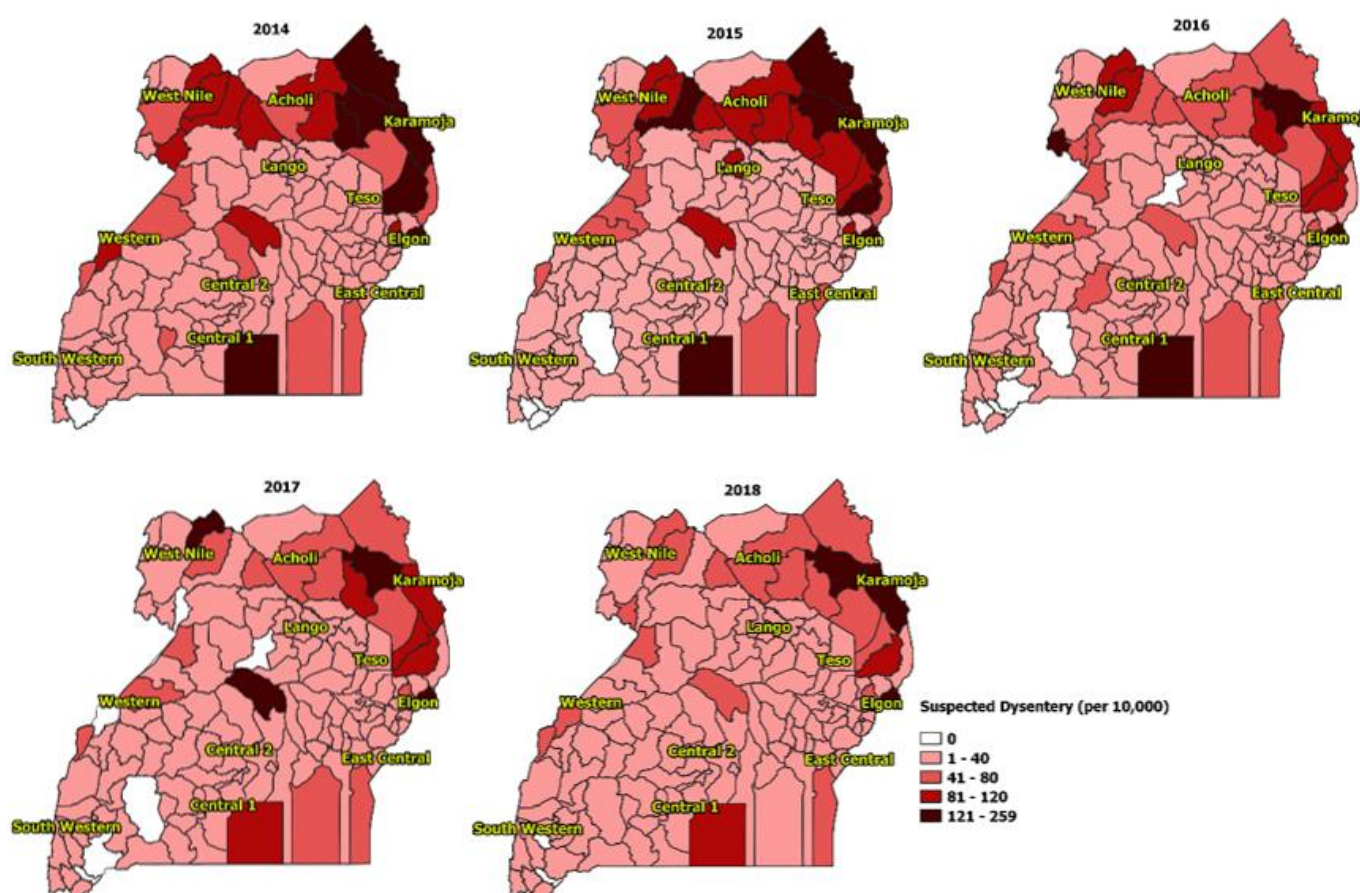 2014
West Nile
Acholi
Karamoja
Lango
Teso
Western
Elgon
Central 2
East Central
Central 1
South Western
2015
West Nile
Acholi
Karamoja
Lango
Teso
Western
Elgon
Central 2
East Central
Central 1
South Western
2016
West Nile
Acholi
Karamoja
Lango
Teso
Western
Elgon
Central 2
East Central
Central 1
South Western
2017
West Nile
Acholi
Karamoja
Lango
Teso
Western
Elgon
Central 2
East Central
Central 1
South Western
2018
West Nile
Acholi
Karamoja
Lango
Teso
Western
Elgon
Central 2
East Central
Central 1
South Western
Suspected Dysentery (per 10,000)
0
1 - 40
41 - 80
81 - 120
121 - 259